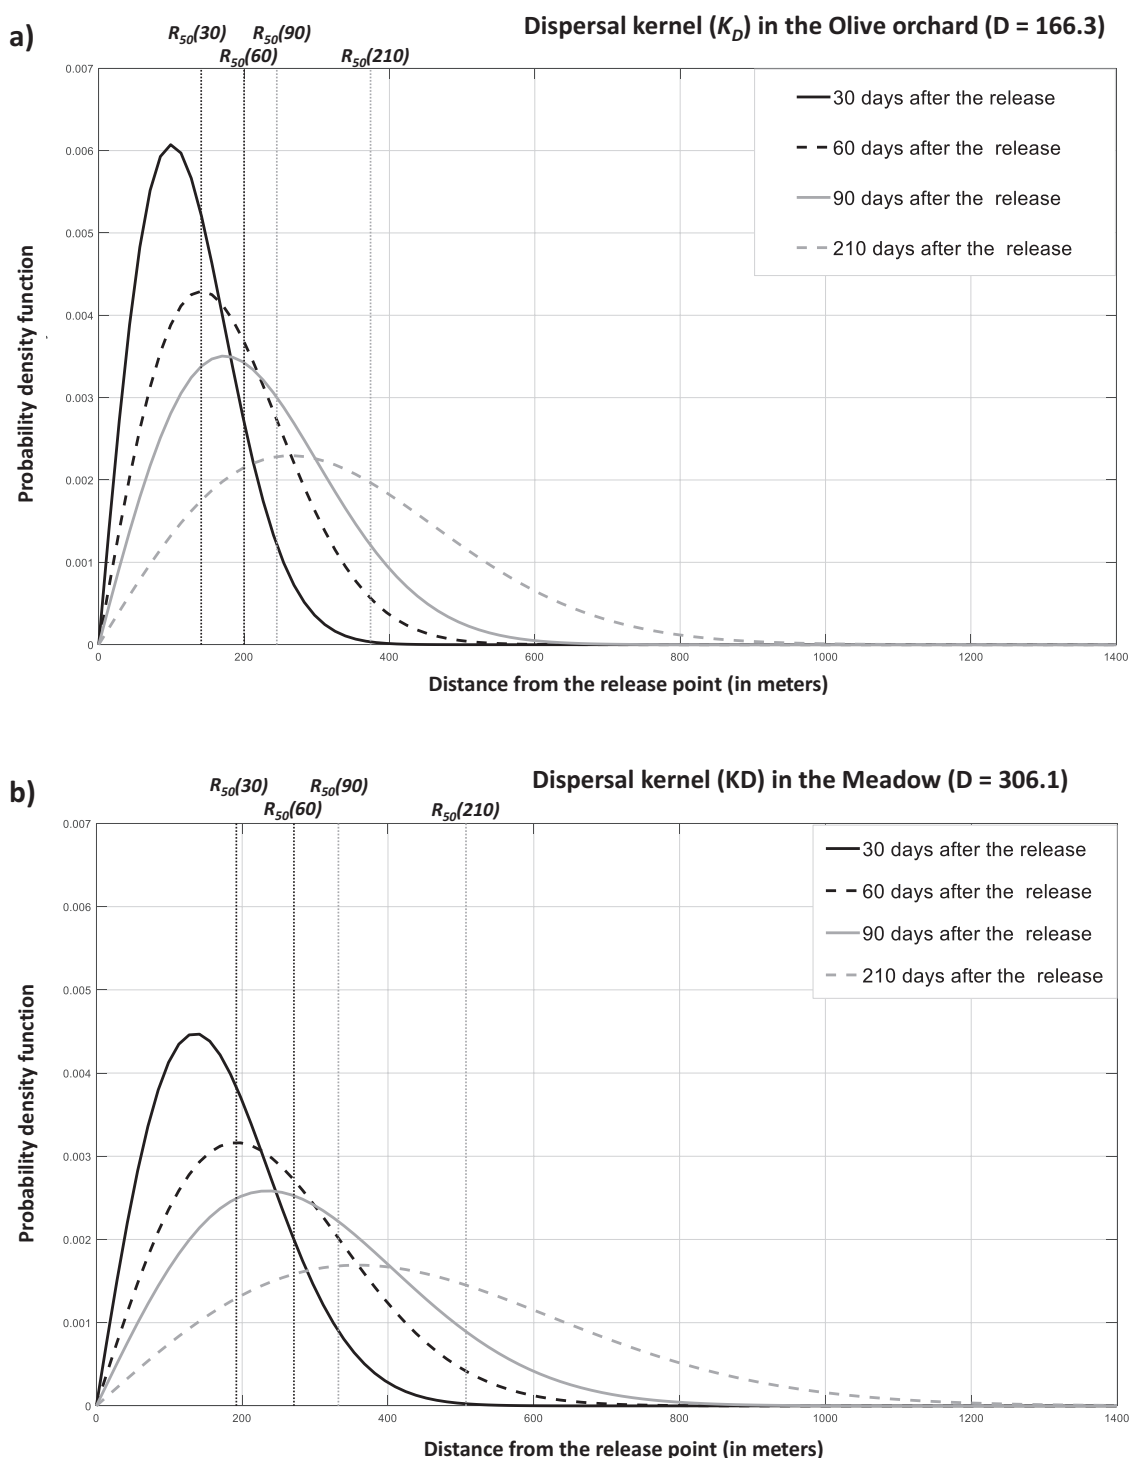 a)
Dispersal kernel (K_D) in the Olive orchard (D = 166.3)
R50(30) R50(90)
R50(60) R50(210)
0.007
30 days after the release
60 days after the release
90 days after the release
210 days after the release
0.006
0.005
0.004
0.003
0.002
0.001
0
Probability density function
0 200 400 600 800 1000 1200 1400
Distance from the release point (in meters)
b)
Dispersal kernel (KD) in the Meadow (D = 306.1)
R50(30) R50(90)
R50(60) R50(210)
0.007
30 days after the release
60 days after the release
90 days after the release
210 days after the release
0.006
0.005
0.004
0.003
0.002
0.001
0
Probability density function
0 200 400 600 800 1000 1200 1400
Distance from the release point (in meters)